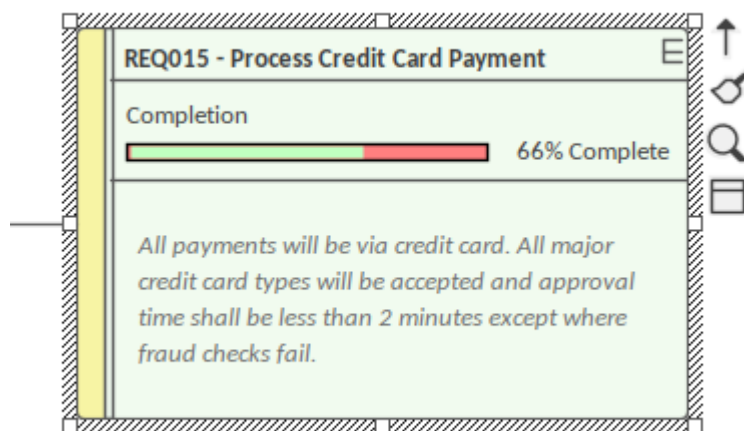 REQ015 - Process Credit Card Payment
E
Completion
66% Complete
All payments will be via credit card. All major
credit card types will be accepted and approval
time shall be less than 2 minutes except where
fraud checks fail.